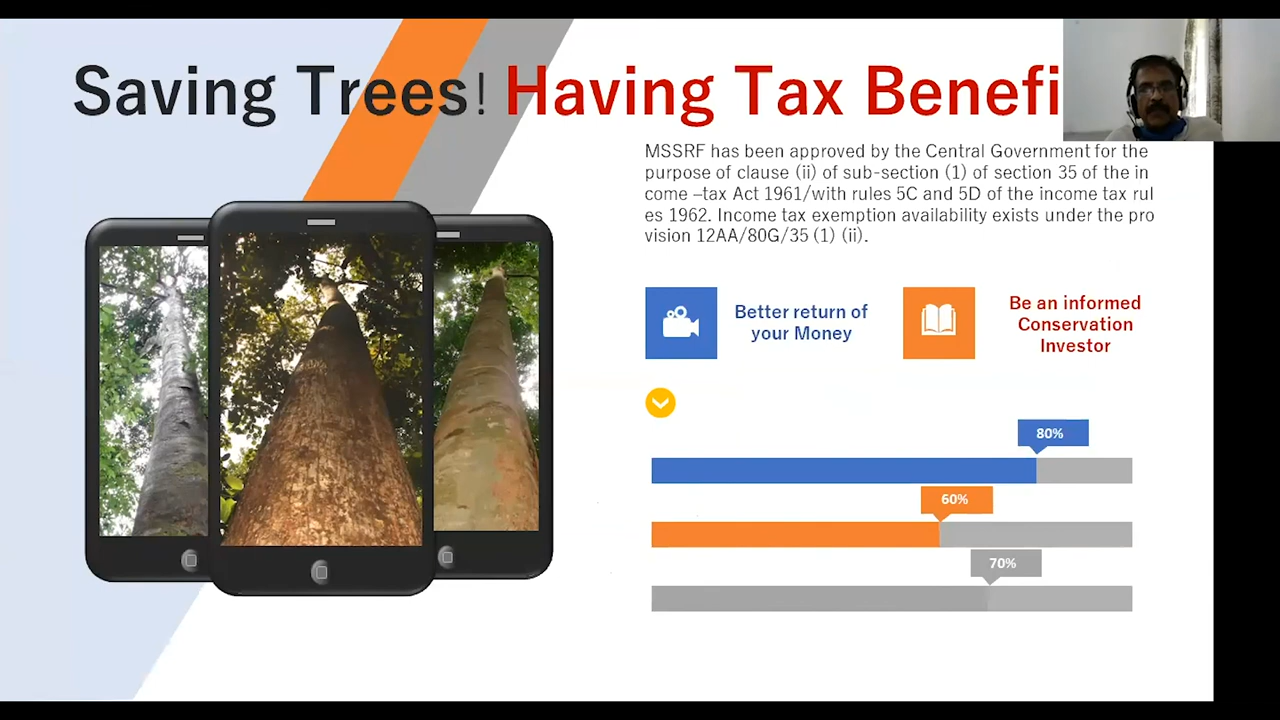 Saving Trees! Having Tax Benefi
MSSRF has been approved by the Central Government for the
purpose of clause (ii) of sub-section (1) of section 35 of the in
come –tax Act 1961/with rules 5C and 5D of the income tax rul
es 1962. Income tax exemption availability exists under the pro
vision 12AA/80G/35 (1) (ii).
Better return of
your Money
Be an informed
Conservation
Investor
80%
60%
70%